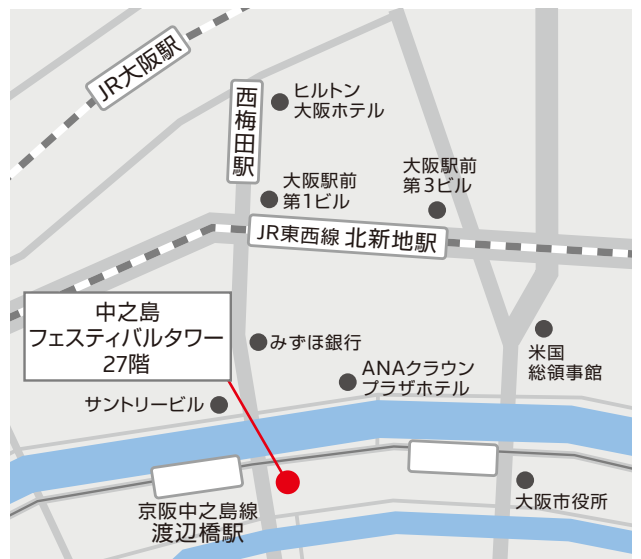 JR大阪駅
西梅田駅
ヒルトン
大阪ホテル
大阪駅前
第1ビル
大阪駅前
第3ビル
JR東西線 北新地駅
中之島
フェスティバルタワー
27階
みずほ銀行
米国
総領事館
ANAクラウン
プラザホテル
サントリービル
京阪中之島線
渡辺橋駅
大阪市役所